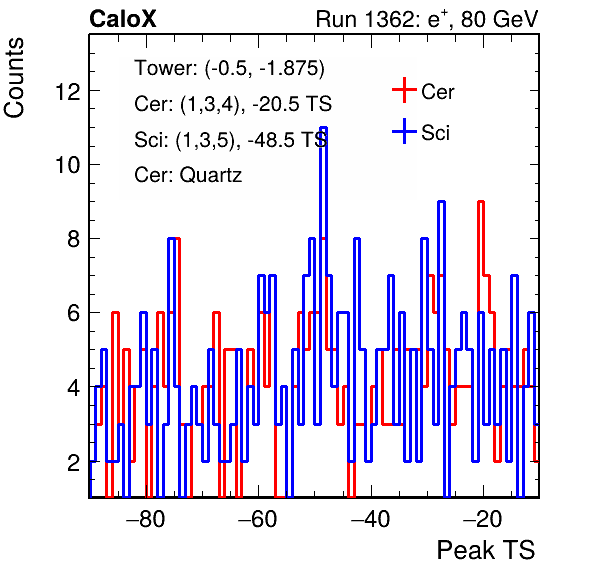 CaloX Run 1362: e+, 80 GeV
Counts
Tower: (-0.5, -1.875)
Cer: (1,3,4), -20.5 TS
Sci: (1,3,5), -48.5 TS
Cer: Quartz
Cer
Sci
12
10
8
6
4
2
−80 −60 −40 −20
Peak TS